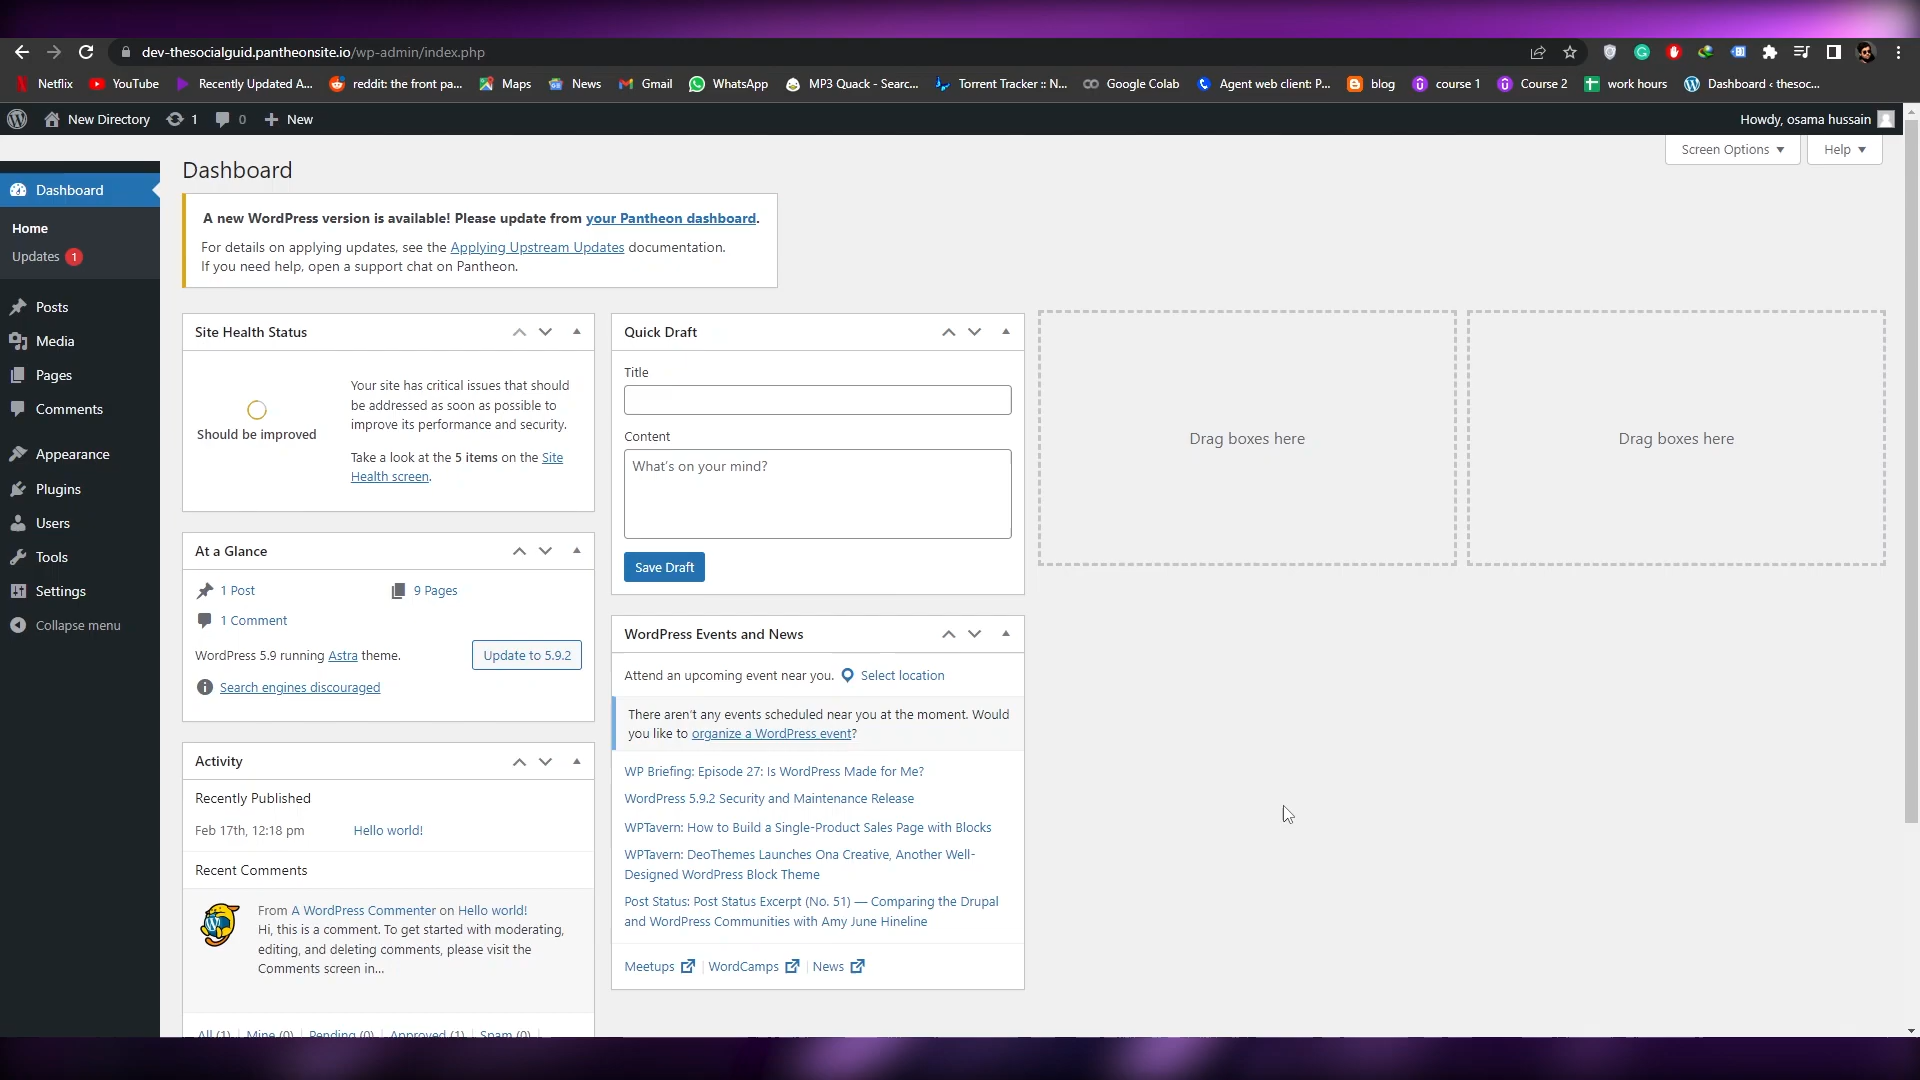 dev-thesocialguid.pantheonsite.io/wp-admin/index.php
Netflix YouTube Recently Updated A... reddit: the front pa... Maps News Gmail WhatsApp MP3 Quack - Searc... Torrent Tracker :: N... Google Colab Agent web client: P... blog course 1 Course 2 work hours Dashboard ‹ thesoc...
New Directory 1 0 New Howdy, osama hussain
Screen Options Help
Dashboard
Home
Updates 1
Posts
Media
Pages
Comments
Appearance
Plugins
Users
Tools
Settings
Collapse menu
Dashboard
A new WordPress version is available! Please update from your Pantheon dashboard.
For details on applying updates, see the Applying Upstream Updates documentation.
If you need help, open a support chat on Pantheon.
Site Health Status
Should be improved
Your site has critical issues that should
be addressed as soon as possible to
improve its performance and security.
Take a look at the 5 items on the Site
Health screen.
At a Glance
1 Post 9 Pages
1 Comment
WordPress 5.9 running Astra theme. Update to 5.9.2
Search engines discouraged
Activity
Recently Published
Feb 17th, 12:18 pm Hello world!
Recent Comments
From A WordPress Commenter on Hello world!
Hi, this is a comment. To get started with moderating,
editing, and deleting comments, please visit the
Comments screen in...
All (1) | Mine (0) | Pending (0) | Approved (1) | Spam (0) |
Quick Draft
Title
Content
What's on your mind?
Save Draft
WordPress Events and News
Attend an upcoming event near you. Select location
There aren't any events scheduled near you at the moment. Would
you like to organize a WordPress event?
WP Briefing: Episode 27: Is WordPress Made for Me?
WordPress 5.9.2 Security and Maintenance Release
WPTavern: How to Build a Single-Product Sales Page with Blocks
WPTavern: DeoThemes Launches Ona Creative, Another Well-
Designed WordPress Block Theme
Post Status: Post Status Excerpt (No. 51) — Comparing the Drupal
and WordPress Communities with Amy June Hineline
Meetups | WordCamps | News
Drag boxes here
Drag boxes here